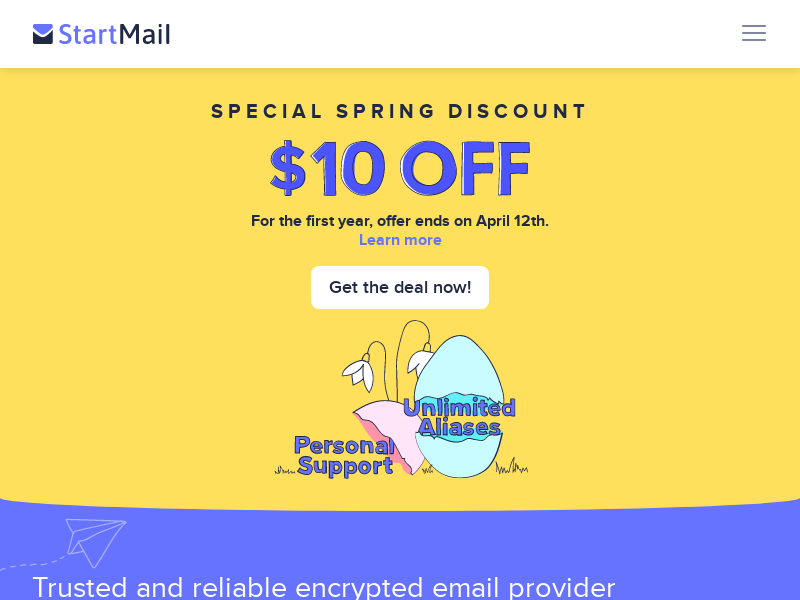 StartMail
SPECIAL SPRING DISCOUNT
$10 OFF
For the first year, offer ends on April 12th.
Learn more
Get the deal now!
Unlimited
Aliases
Personal
Support
Trusted and reliable encrypted email provider